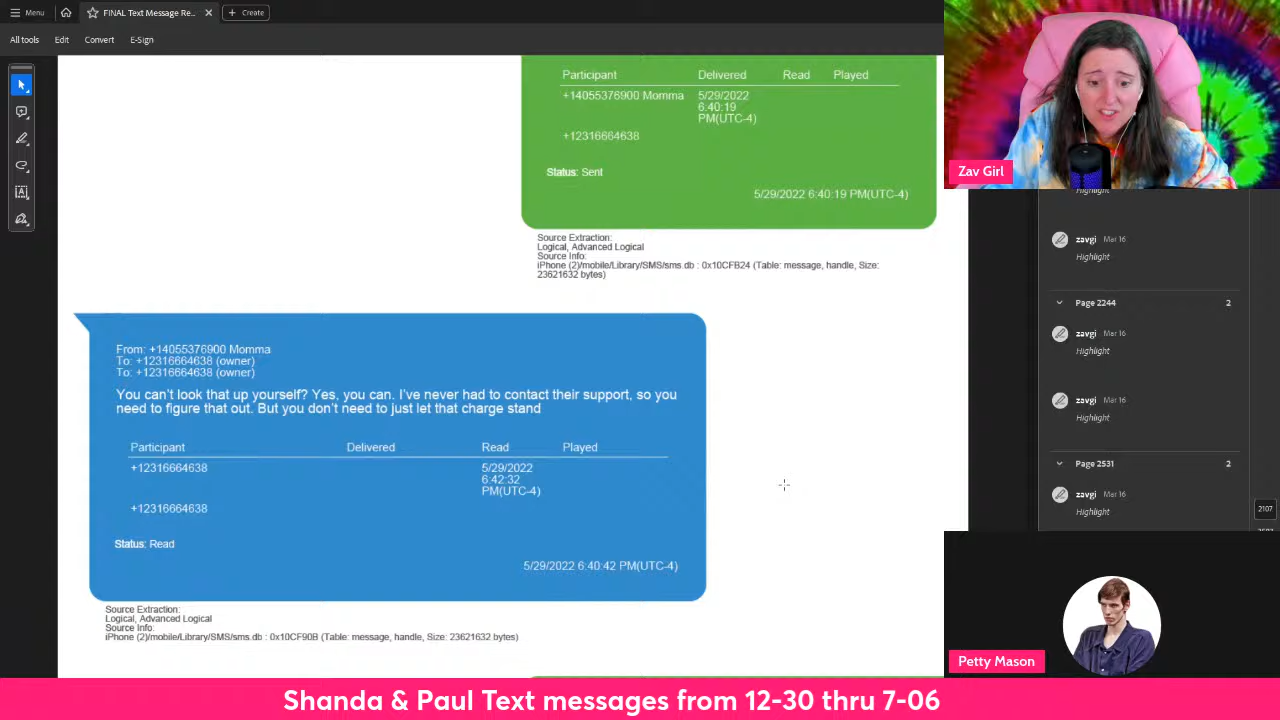 Menu
FINAL Text Message Re...
Create
All tools Edit Convert E-Sign
Participant Delivered Read Played
+14055376900 Momma 5/29/2022
6:40:19
PM(UTC-4)
+12316664638
Status: Sent
5/29/2022 6:40:19 PM(UTC-4)
Source Extraction:
Logical, Advanced Logical
Source Info:
iPhone (2)/mobile/Library/SMS/sms.db : 0x10CFB24 (Table: message, handle, Size:
23621632 bytes)
From: +14055376900 Momma
To: +12316664638 (owner)
To: +12316664638 (owner)
You can't look that up yourself? Yes, you can. I've never had to contact their support, so you
need to figure that out. But you don't need to just let that charge stand
Participant Delivered Read Played
+12316664638 5/29/2022
6:42:32
PM(UTC-4)
+12316664638
Status: Read
5/29/2022 6:40:42 PM(UTC-4)
Source Extraction:
Logical, Advanced Logical
Source Info:
iPhone (2)/mobile/Library/SMS/sms.db : 0x10CF90B (Table: message, handle, Size: 23621632 bytes)
Zav Girl
Highlight
zavgi Mar 16
Highlight
Page 2244 2
zavgi Mar 16
Highlight
zavgi Mar 16
Highlight
Page 2531 2
zavgi Mar 16
Highlight
2107
Petty Mason
Shanda & Paul Text messages from 12-30 thru 7-06